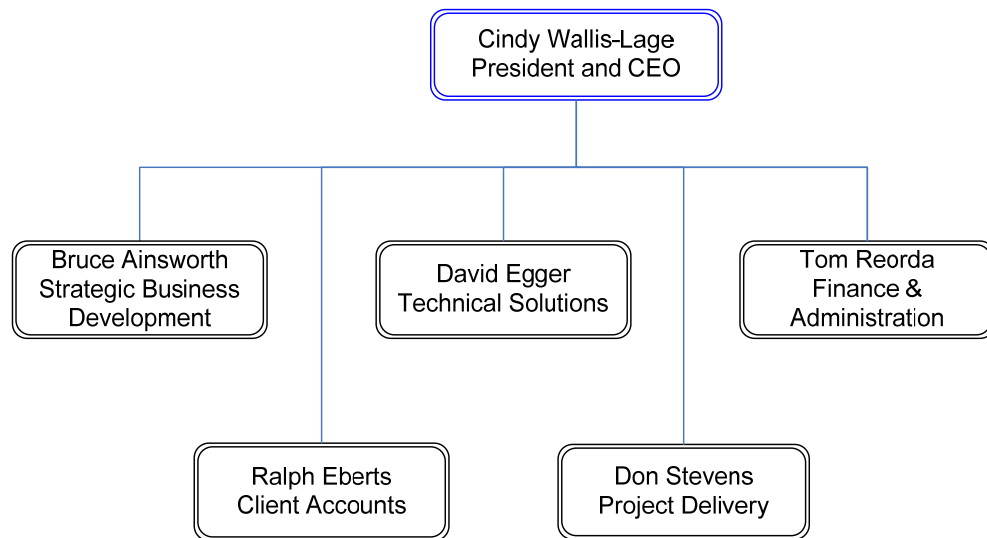 Cindy Wallis-Lage
President and CEO
Bruce Ainsworth
Strategic Business
Development
David Egger
Technical Solutions
Tom Reorda
Finance &
Administration
Ralph Eberts
Client Accounts
Don Stevens
Project Delivery